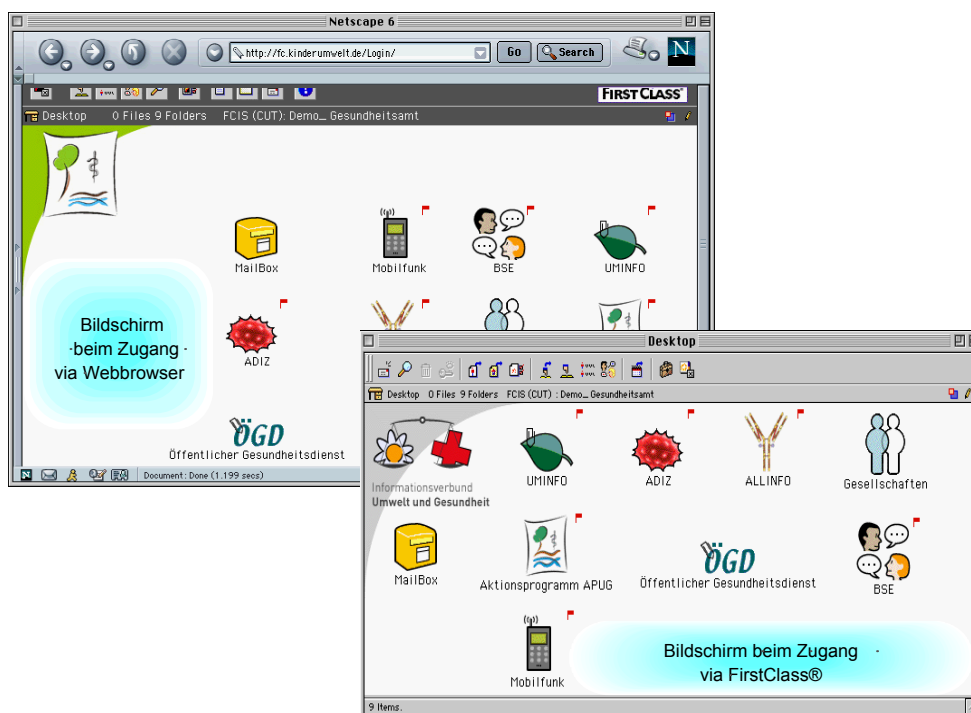 Netscape 6
http://fc.kinderumwelt.de/Login/
Go
Search
N
FIRST CLASS
Desktop 0 Files 9 Folders FCIS (CUT): Demo_ Gesundheitsamt
MailBox
Mobilfunk
BSE
UMINFO
Bildschirm
·beim Zugang ·
via Webbrowser
ADIZ
ÖGD
Öffentlicher Gesundheitsdienst
N
Document: Done (1.199 secs)
Desktop
Desktop 0 Files 9 Folders FCIS (CUT) : Demo_ Gesundheitsamt
Informationsverbund
Umwelt und Gesundheit
UMINFO
ADIZ
ALLINFO
Gesellschaften
MailBox
Aktionsprogramm APUG
ÖGD
Öffentlicher Gesundheitsdienst
BSE
Mobilfunk
Bildschirm beim Zugang ·
via FirstClass®
9 Items.